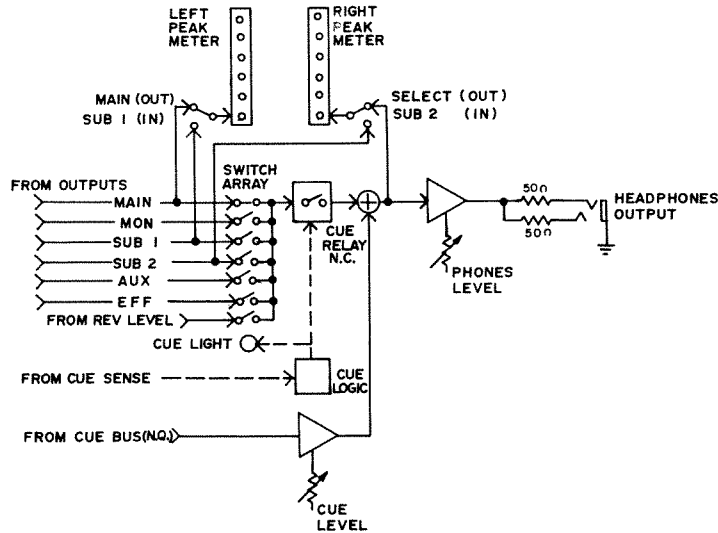 LEFT
PEAK
METER
RIGHT
PEAK
METER
MAIN (OUT)
SUB 1 (IN)
SELECT (OUT)
SUB 2 (IN)
SWITCH
ARRAY
FROM OUTPUTS
MAIN
MON
SUB 1
SUB 2
AUX
EFF
FROM REV LEVEL
CUE
RELAY
N.C.
50Ω
50Ω
HEADPHONES
OUTPUT
PHONES
LEVEL
CUE LIGHT
FROM CUE SENSE
CUE
LOGIC
FROM CUE BUS(N.O.)
CUE
LEVEL